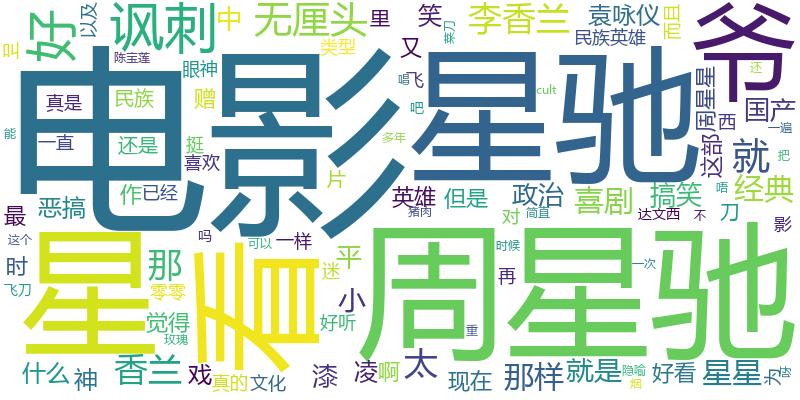 叫
好
以及
讽刺
中
无厘头
里
笑
李香兰
袁咏仪
而且
爷
陈宝莲
类型
又
菜刀
民族英雄
电影
星驰
眼神
飞
唱
周星星
还
真是
民族
赠
吧
cult
西
国产
能
一直
还是
挺
多年
这部
就
一遍
喜欢
把
作
已经
片
英雄
但是
政治
喜剧
搞笑
唔
经典
最
恶搞
猪肉
对
简直
达文西
不
刀
影
这个
星
看
周星驰
吗
可以
一样
时候
时
那
迷
平
再
一次
飞刀
零零
小
觉得
好听
重
玫瑰
什么
神
香兰
戏
真的
文化
漆
凌
啊
太
现在
那样
就是
隐喻
烟
好看
星星
为